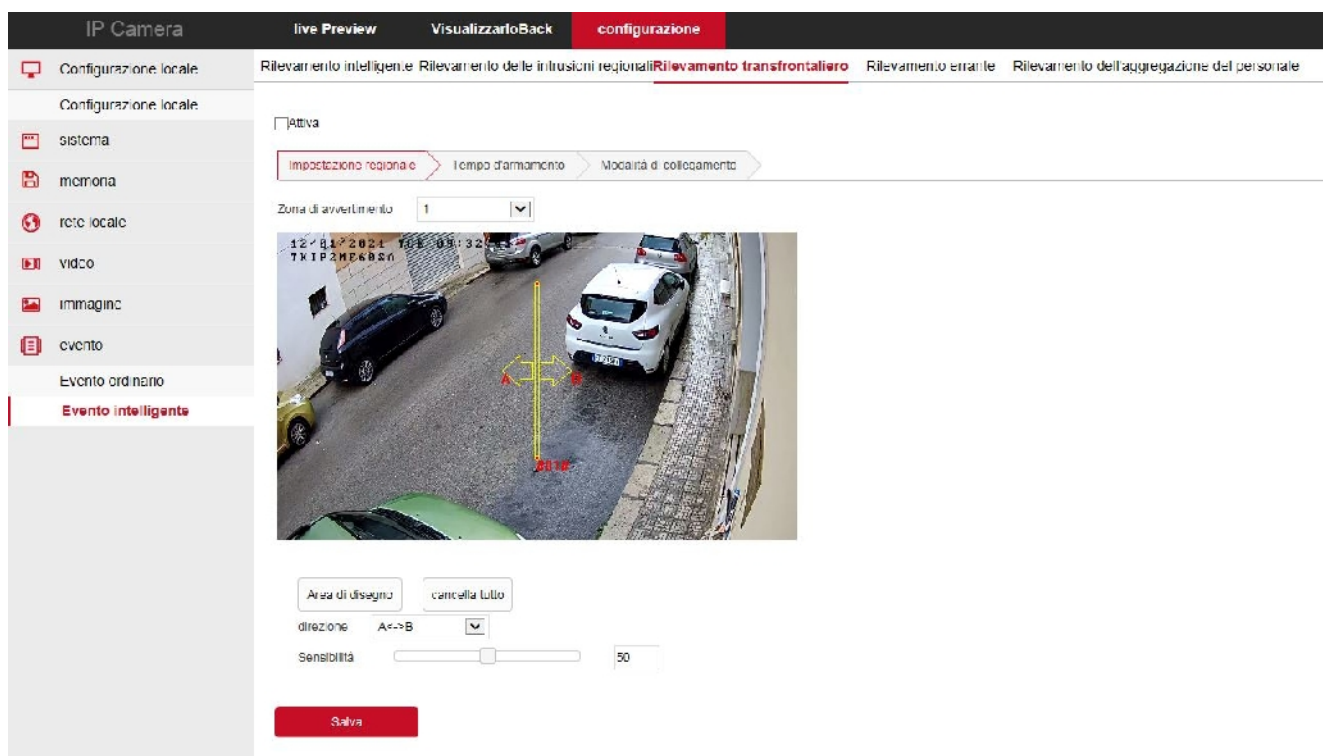 IP Camera
live Preview VisualizzarloBack configurazione
Configurazione locale
Rilevamento intelligente Rilevamento delle intrusioni regionali Rilevamento transfrontaliero Rilevamento errante Rilevamento dell'aggregazione del personale
Configurazione locale
Attiva
sistema
Impostazione regionale Tempo d'armamento Modalità di collegamento
memoria
Zona di avvertimento 1
rete locale
video
immagine
evento
Evento ordinario
Evento intelligente
A B
Area di disegno cancella tutto
direzione A<->B
Sensibilità 50
Salva